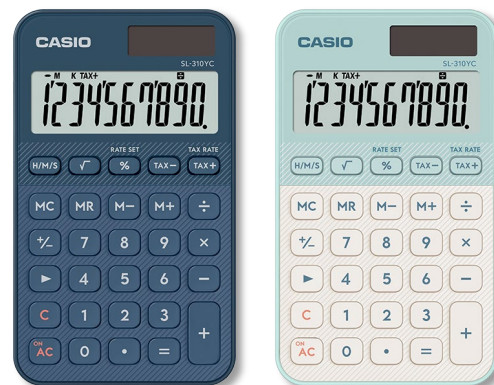 CASIO
SL-310YC
− M K TAX+ ÷
1234567890.
RATE SET TAX RATE
H/M/S √ % TAX− TAX+
MC MR M− M+ ÷
+/− 7 8 9 ×
▶ 4 5 6 −
C 1 2 3
+
ON
AC 0 • =
CASIO
SL-310YC
− M K TAX+ ÷
1234567890.
RATE SET TAX RATE
H/M/S √ % TAX− TAX+
MC MR M− M+ ÷
+/− 7 8 9 ×
▶ 4 5 6 −
C 1 2 3
+
ON
AC 0 • =